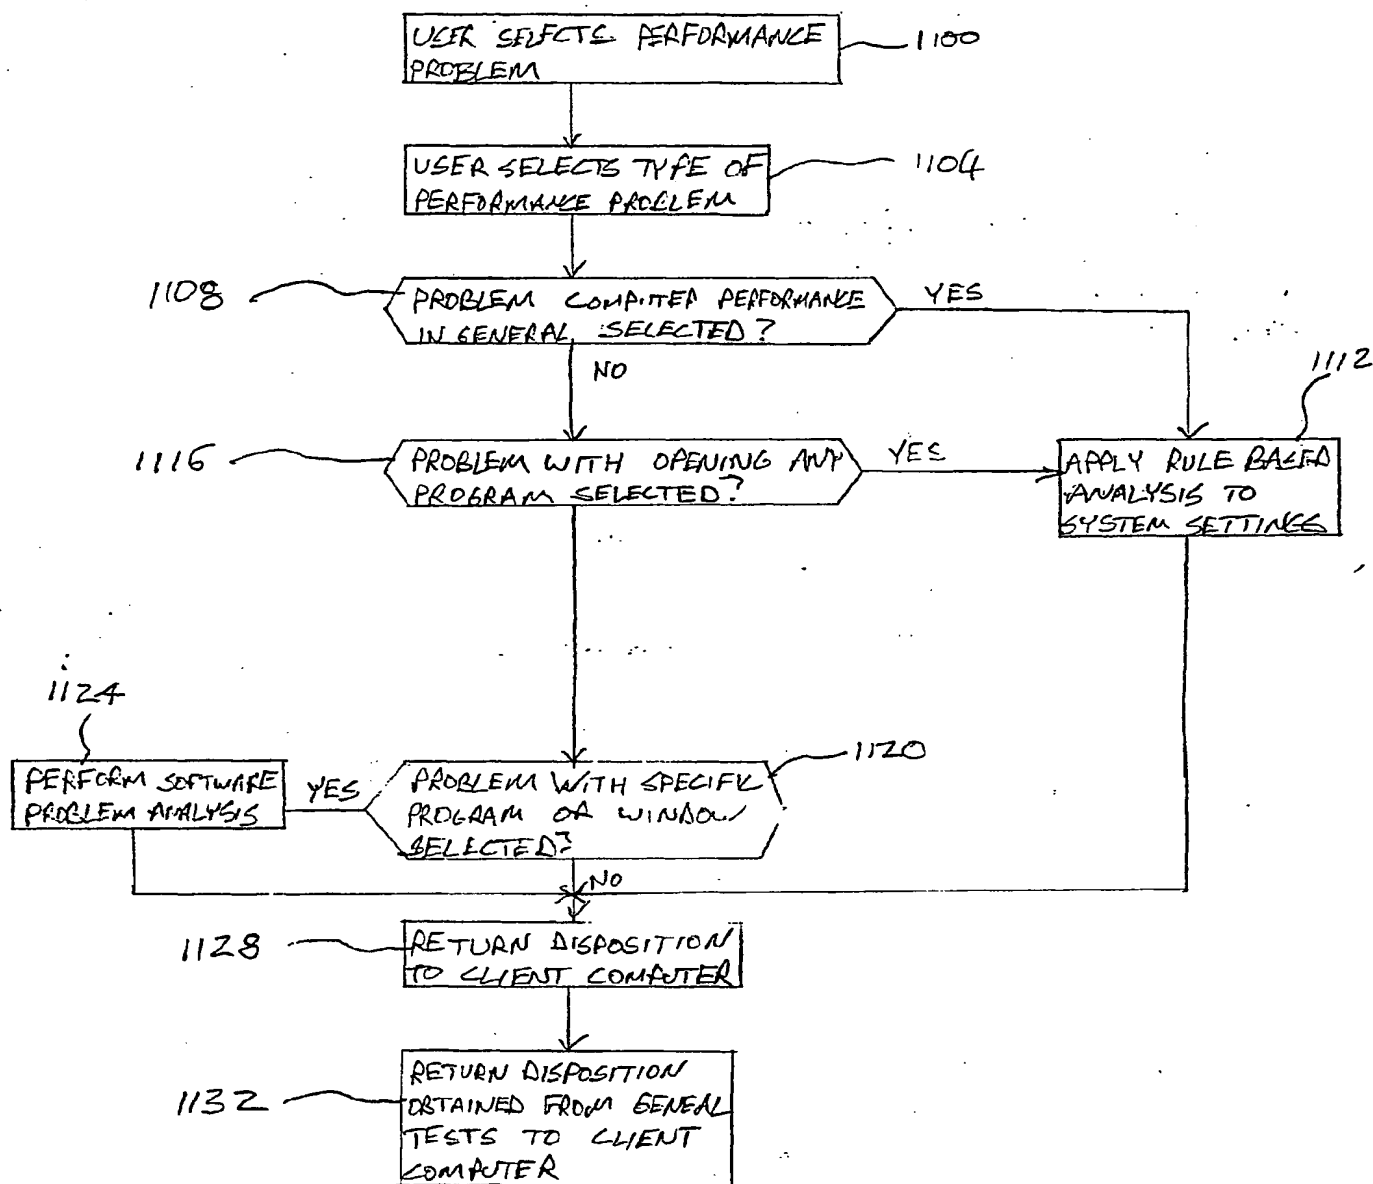 USER SELECTS PERFORMANCE
PROBLEM
1100
USER SELECTS TYPE OF
PERFORMANCE PROBLEM
1104
1108
PROBLEM COMPUTER PERFORMANCE
IN GENERAL SELECTED?
YES
NO
1112
1116
PROBLEM WITH OPENING ANY
PROGRAM SELECTED?
YES
APPLY RULE BASED
ANALYSIS TO
SYSTEM SETTINGS
1124
PERFORM SOFTWARE
PROBLEM ANALYSIS
YES
1120
PROBLEM WITH SPECIFIC
PROGRAM OR WINDOW
SELECTED?
NO
1128
RETURN DISPOSITION
TO CLIENT COMPUTER
1132
RETURN DISPOSITION
OBTAINED FROM GENEAL
TESTS TO CLIENT
COMPUTER